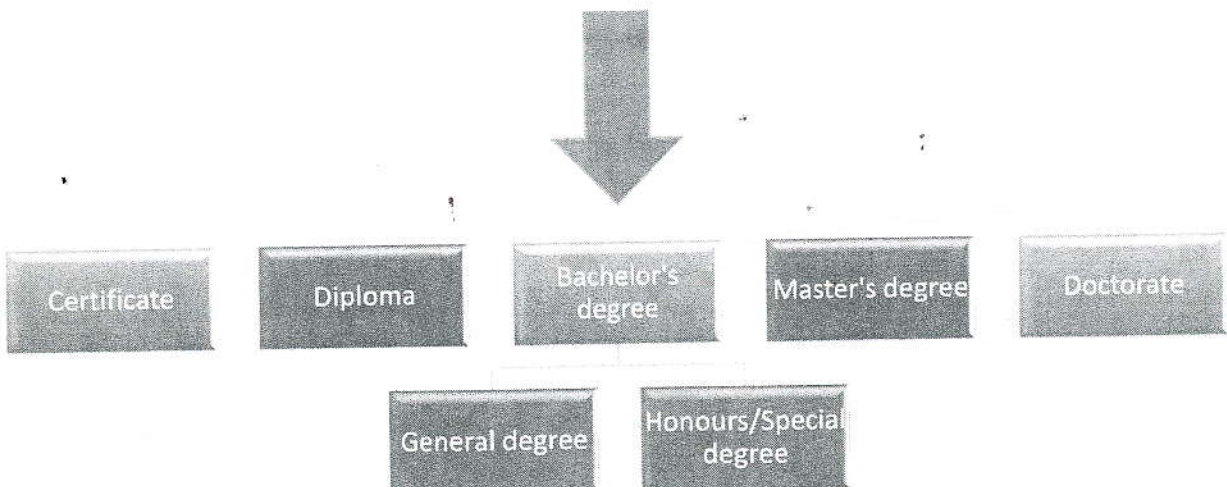 Certificate
Diploma
Bachelor's
degree
Master's degree
Doctorate
General degree
Honours/Special
degree